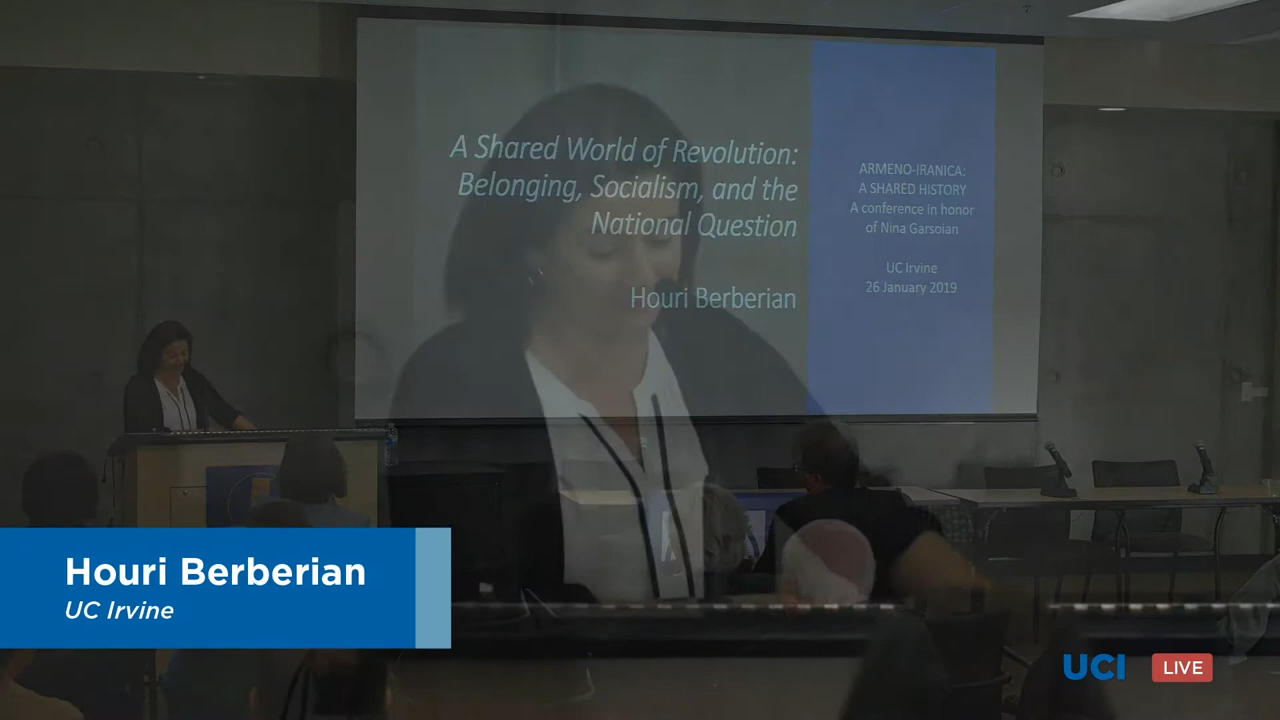 A Shared World of Revolution:
Belonging, Socialism, and the
National Question
Houri Berberian
ARMENO-IRANICA:
A SHARED HISTORY
A conference in honor
of Nina Garsoian
UC Irvine
26 January 2019
Houri Berberian
UC Irvine
UCI LIVE